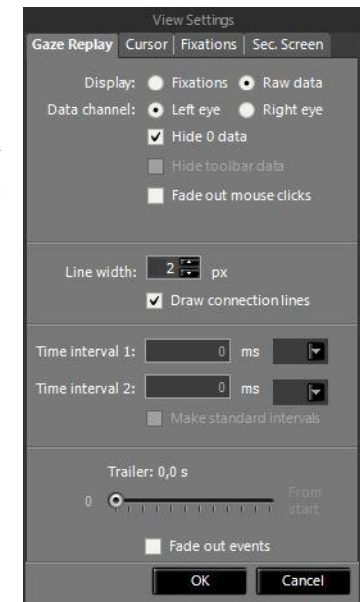 View Settings
Gaze Replay Cursor Fixations Sec. Screen
Display: Fixations Raw data
Data channel: Left eye Right eye
Hide 0 data
Hide toolbar data
Fade out mouse clicks
Line width: 2 px
Draw connection lines
Time interval 1: 0 ms
Time interval 2: 0 ms
Make standard intervals
Trailer: 0,0 s
0 From
start
Fade out events
OK Cancel